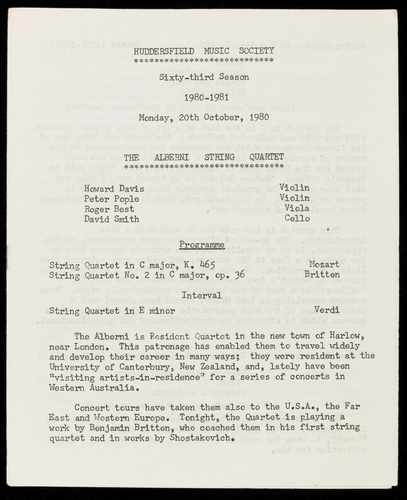 HUDDERSFIELD MUSIC SOCIETY
****************************
Sixty-third Season
1980-1981
Monday, 20th October, 1980
THE ALBERNI STRING QUARTET
********************************
Howard Davis Violin
Peter Pople Violin
Roger Best Viola
David Smith Cello
Programme
String Quartet in C major, K. 465 Mozart
String Quartet No. 2 in C major, op. 36 Britten
Interval
String Quartet in E minor Verdi
The Alberni is Resident Quartet in the new town of Harlow,
near London. This patronage has enabled them to travel widely
and develop their career in many ways; they were resident at the
University of Canterbury, New Zealand, and, lately have been
"visiting artists-in-residence" for a series of concerts in
Western Australia.
Concert tours have taken them also to the U.S.A., the Far
East and Western Europe. Tonight, the Quartet is playing a
work by Benjamin Britten, who coached them in his first string
quartet and in works by Shostakovich.